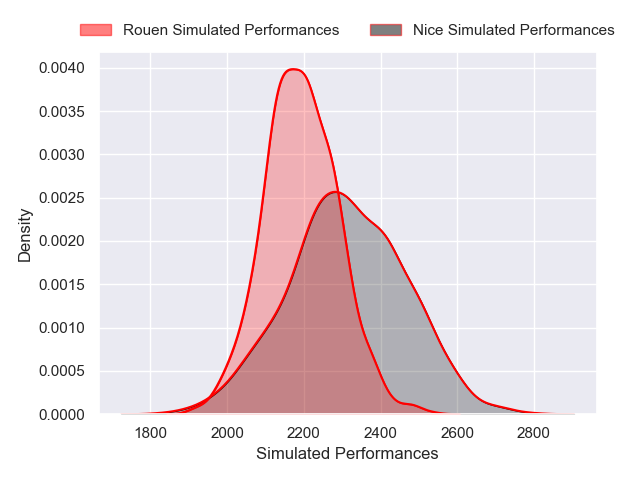 Rouen Simulated Performances Nice Simulated Performances
0.0040
0.0035
0.0030
0.0025
0.0020
0.0015
0.0010
0.0005
0.0000
Density
1800 2000 2200 2400 2600 2800
Simulated Performances